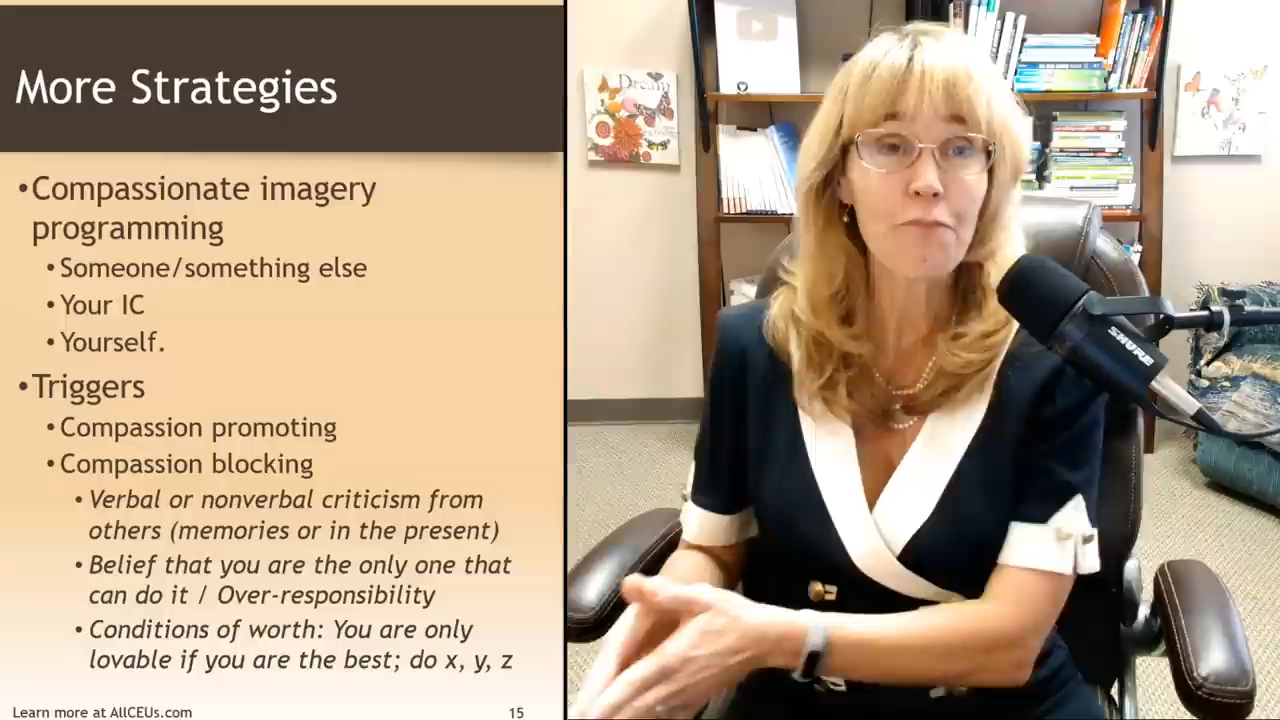 More Strategies
•Compassionate imagery
programming
•Someone/something else
•Your IC
•Yourself.
•Triggers
•Compassion promoting
•Compassion blocking
•Verbal or nonverbal criticism from
others (memories or in the present)
•Belief that you are the only one that
can do it / Over-responsibility
•Conditions of worth: You are only
lovable if you are the best; do x, y, z
Learn more at AllCEUs.com
15
Dream
SHURE